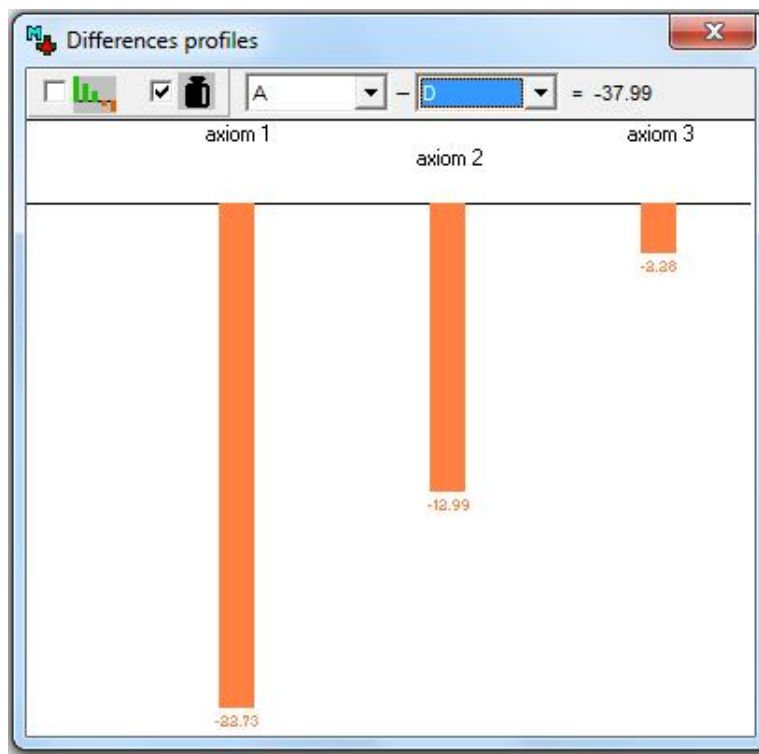 Differences profiles
A – D = -37.99
axiom 1
axiom 2
axiom 3
-2.28
-12.99
-22.73